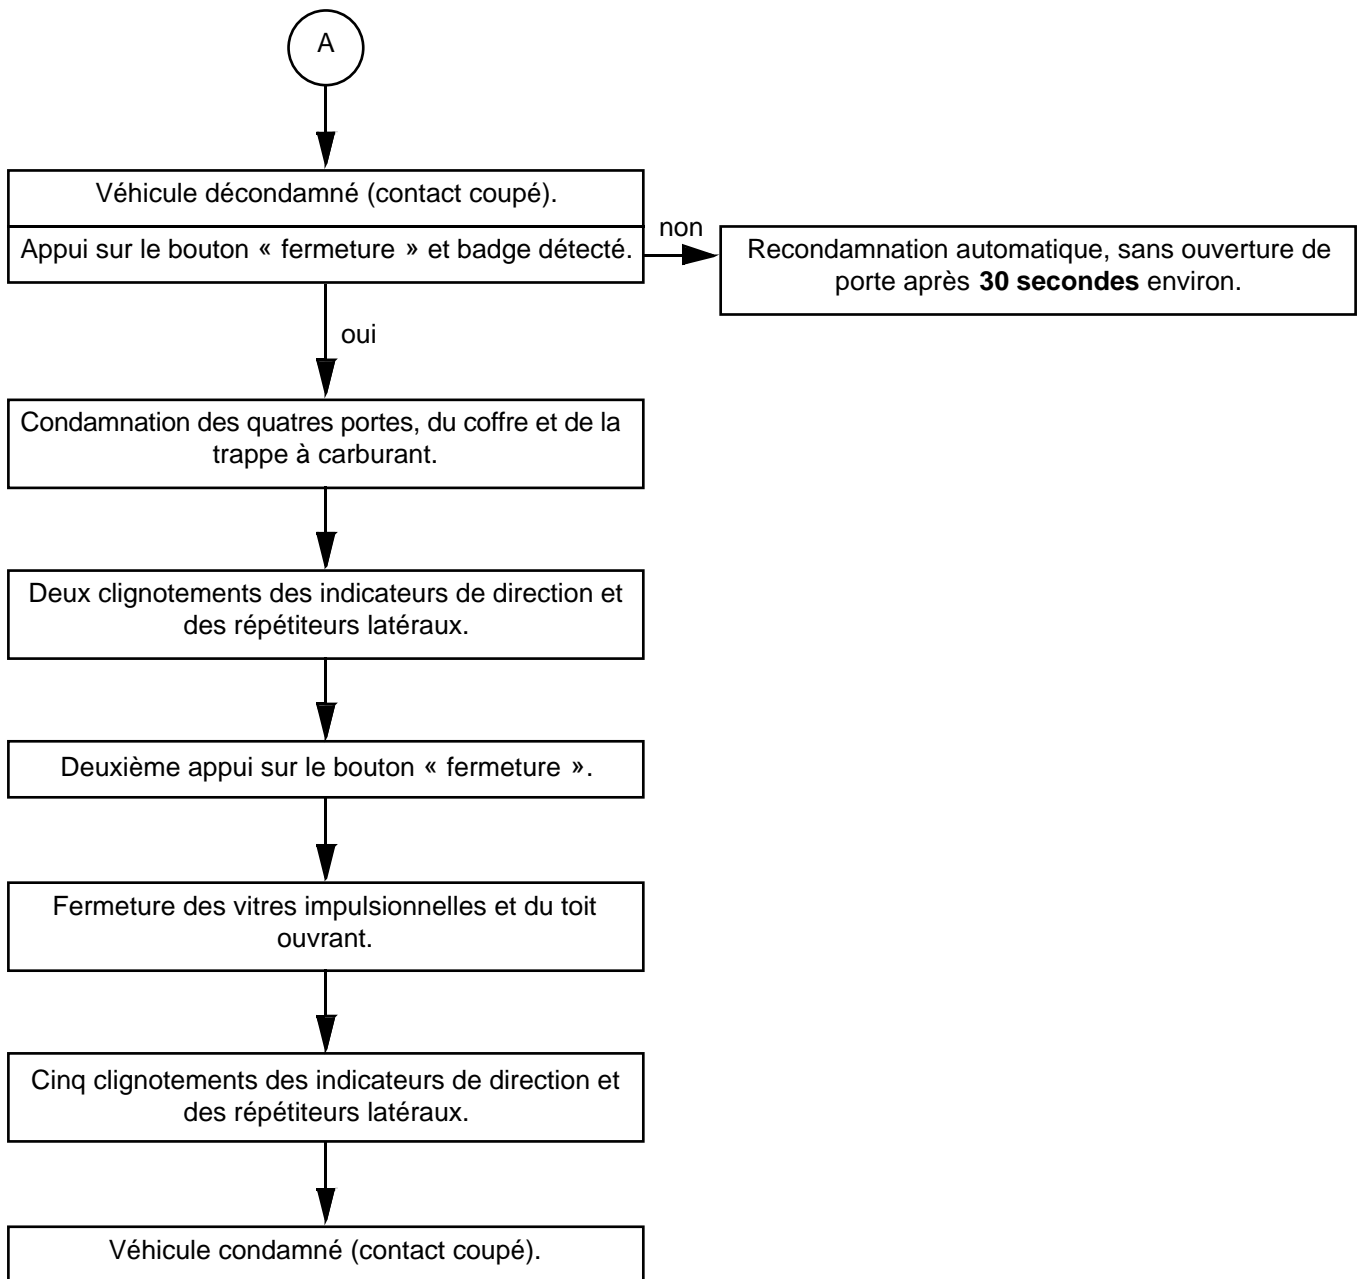 A
Véhicule décondamné (contact coupé).
Appui sur le bouton « fermeture » et badge détecté.
non
Recondamnation automatique, sans ouverture de
porte après 30 secondes environ.
oui
Condamnation des quatres portes, du coffre et de la
trappe à carburant.
Deux clignotements des indicateurs de direction et
des répétiteurs latéraux.
Deuxième appui sur le bouton « fermeture ».
Fermeture des vitres impulsionnelles et du toit
ouvrant.
Cinq clignotements des indicateurs de direction et
des répétiteurs latéraux.
Véhicule condamné (contact coupé).